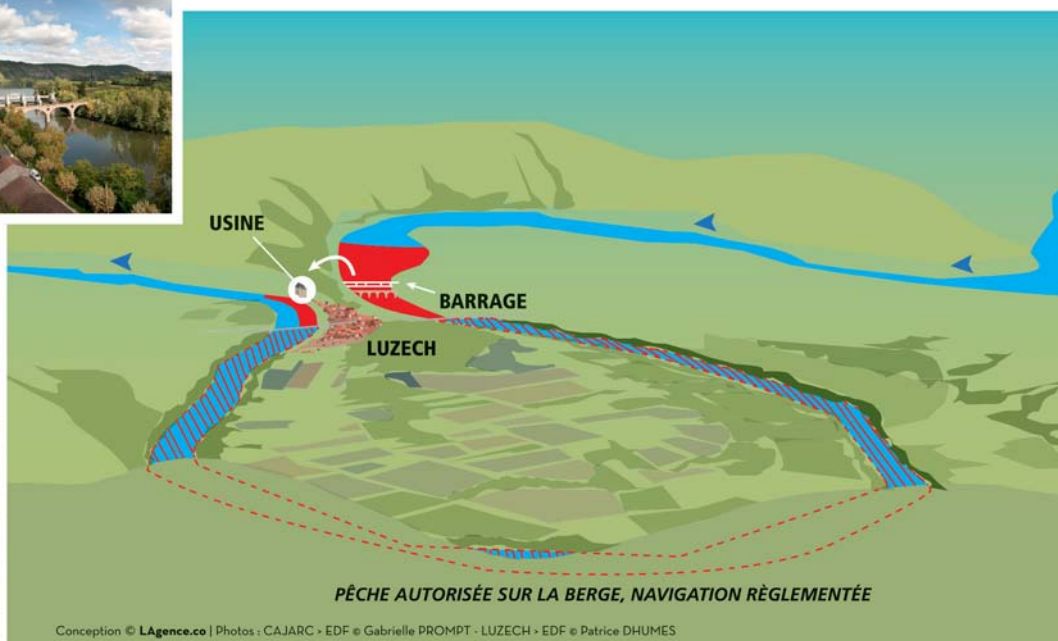 USINE
BARRAGE
LUZECH
PÊCHE AUTORISÉE SUR LA BERGE, NAVIGATION RÈGLEMENTÉE
Conception © LAgence.co | Photos : CAJARC > EDF © Gabrielle PROMPT - LUZECH > EDF © Patrice DHUMES